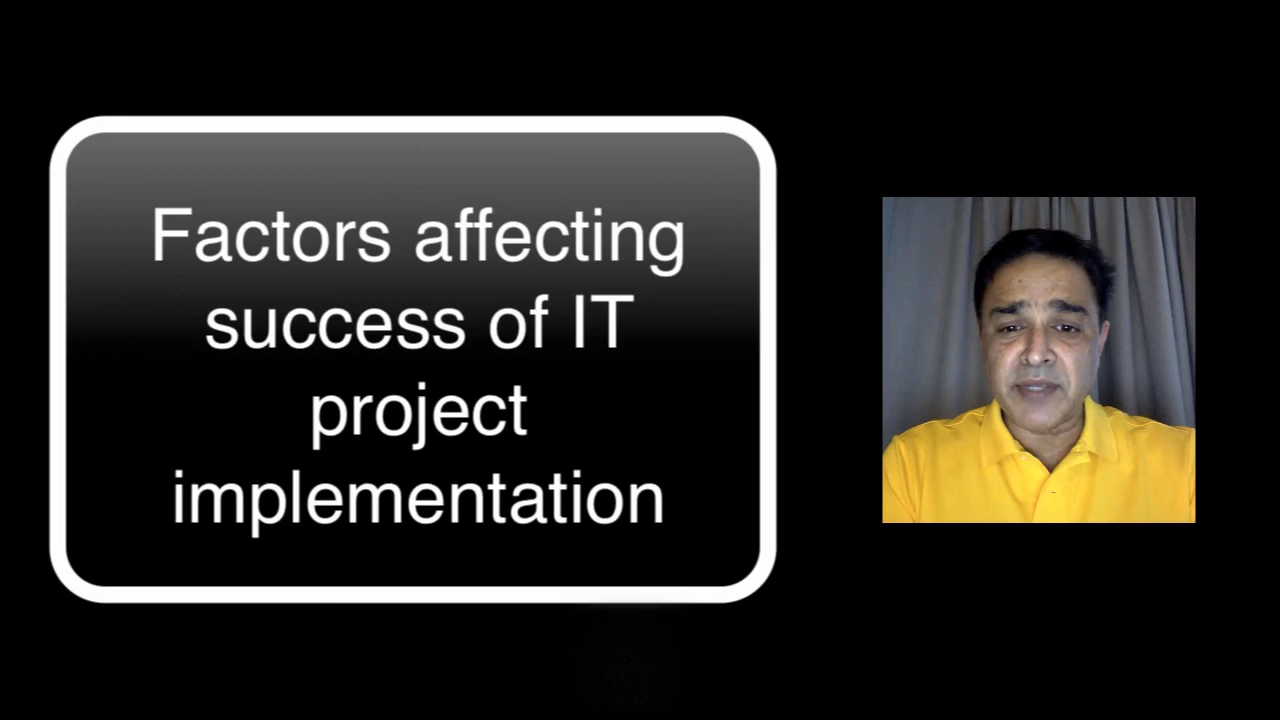 Factors affecting
success of IT
project
implementation